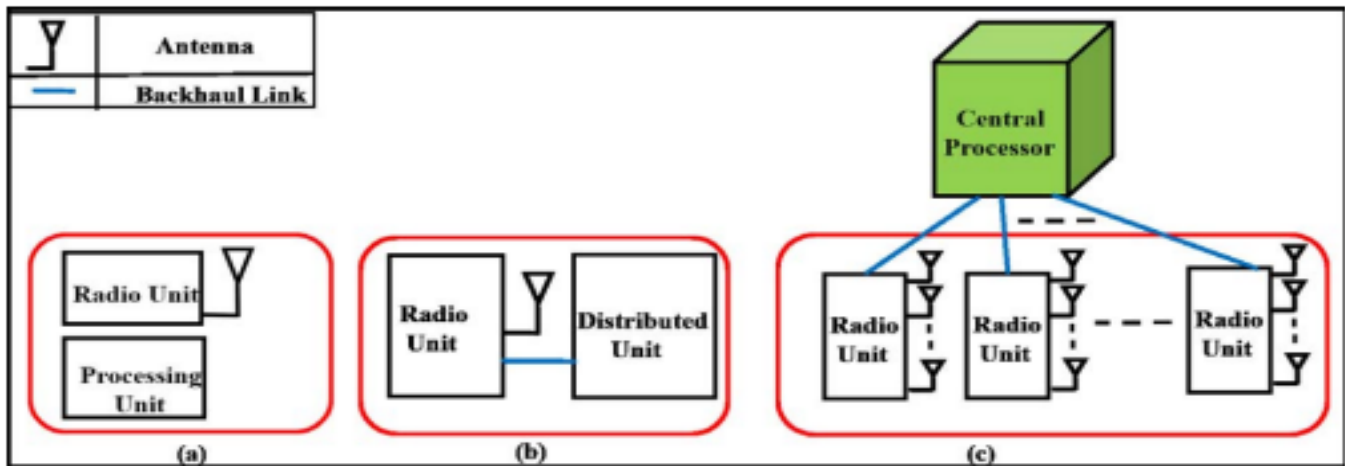 Antenna
Backhaul Link
Central
Processor
Radio Unit
Processing
Unit
(a)
Radio
Unit
Distributed
Unit
(b)
Radio
Unit
Radio
Unit
Radio
Unit
(c)